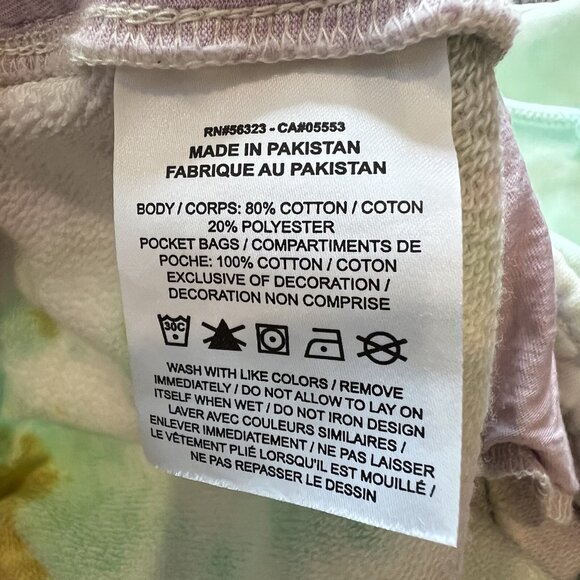 RN#56323 - CA#05553
MADE IN PAKISTAN
FABRIQUE AU PAKISTAN
BODY / CORPS: 80% COTTON / COTON
20% POLYESTER
POCKET BAGS / COMPARTIMENTS DE
POCHE: 100% COTTON / COTON
EXCLUSIVE OF DECORATION /
DECORATION NON COMPRISE
30C
WASH WITH LIKE COLORS / REMOVE
IMMEDIATELY / DO NOT ALLOW TO LAY ON
ITSELF WHEN WET / DO NOT IRON DESIGN
LAVER AVEC COULEURS SIMILAIRES /
ENLEVER IMMEDIATEMENT / NE PAS LAISSER
LE VÊTEMENT PLIÉ LORSQU'IL EST MOUILLÉ /
NE PAS REPASSER LE DESSIN